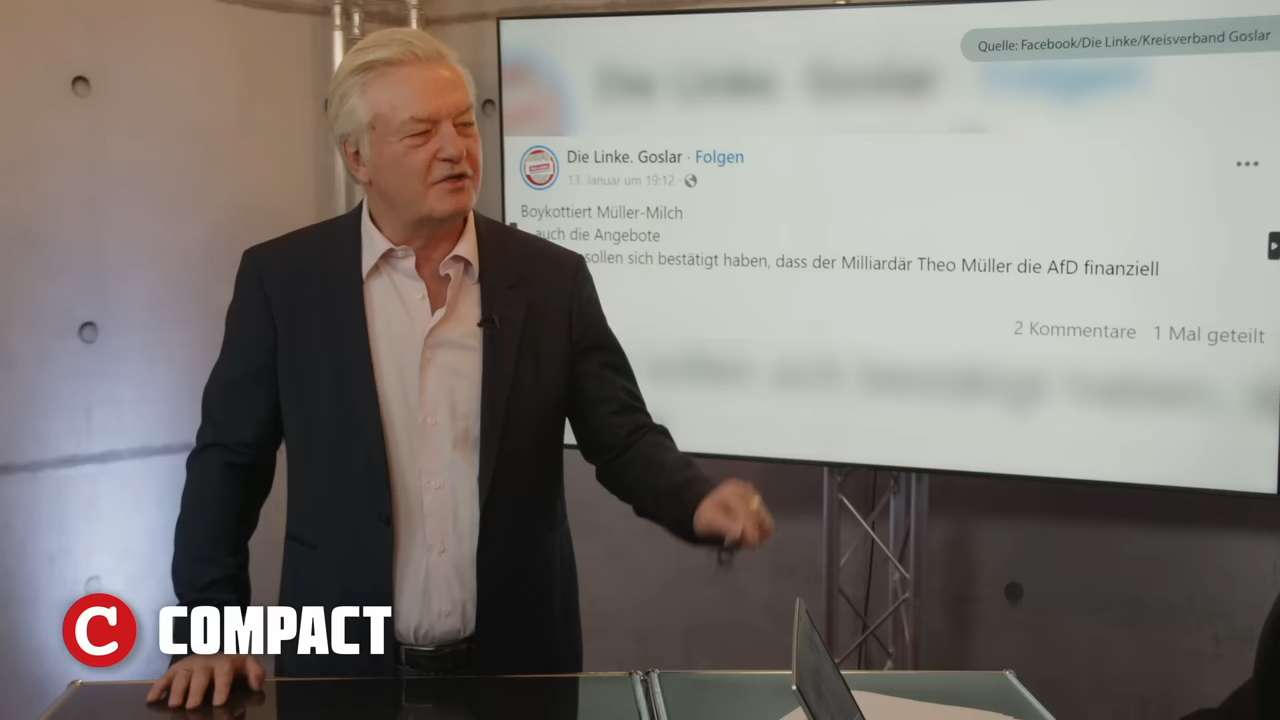 Quelle: Facebook/Die Linke/Kreisverband Goslar
Die Linke. Goslar · Folgen
13. Januar um 19:12 ·
Boykottiert Müller-Milch
auch die Angebote
sollen sich bestätigt haben, dass der Milliardär Theo Müller die AfD finanziell
2 Kommentare 1 Mal geteilt
C COMPACT